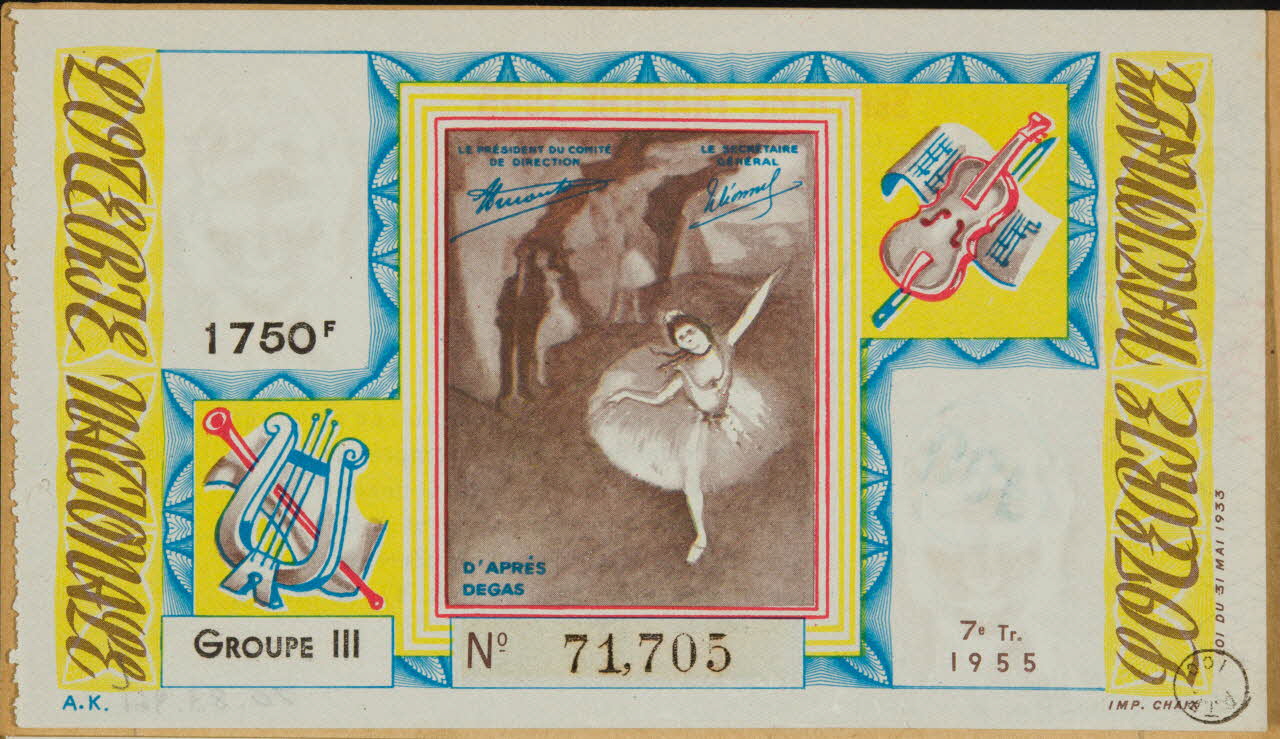 LOTERIE NATIONALE
1750F
LE PRÉSIDENT DU COMITÉ
DE DIRECTION
LE SECRÉTAIRE
GÉNÉRAL
D'APRÈS
DEGAS
GROUPE III
Nº 71,705
7e Tr.
1955
LOTERIE NATIONALE
LOI DU 31 MAI 1933
A.K.
IMP. CHAIX